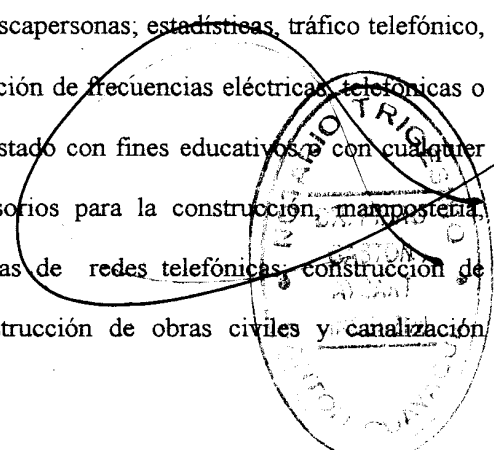 scapersonas; estadísticas, tráfico telefónico,
ción de frecuencias eléctricas, telefónicas o
stado con fines educativos o con cualquier
sorios para la construcción, mampostería,
as de redes telefónicas; construcción de
strucción de obras civiles y canalización